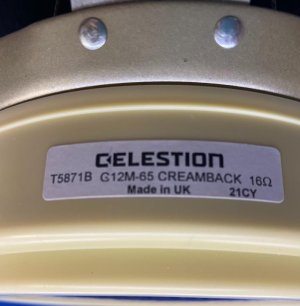 CELESTION
T5871B G12M-65 CREAMBACK 16Ω
Made in UK 21CY